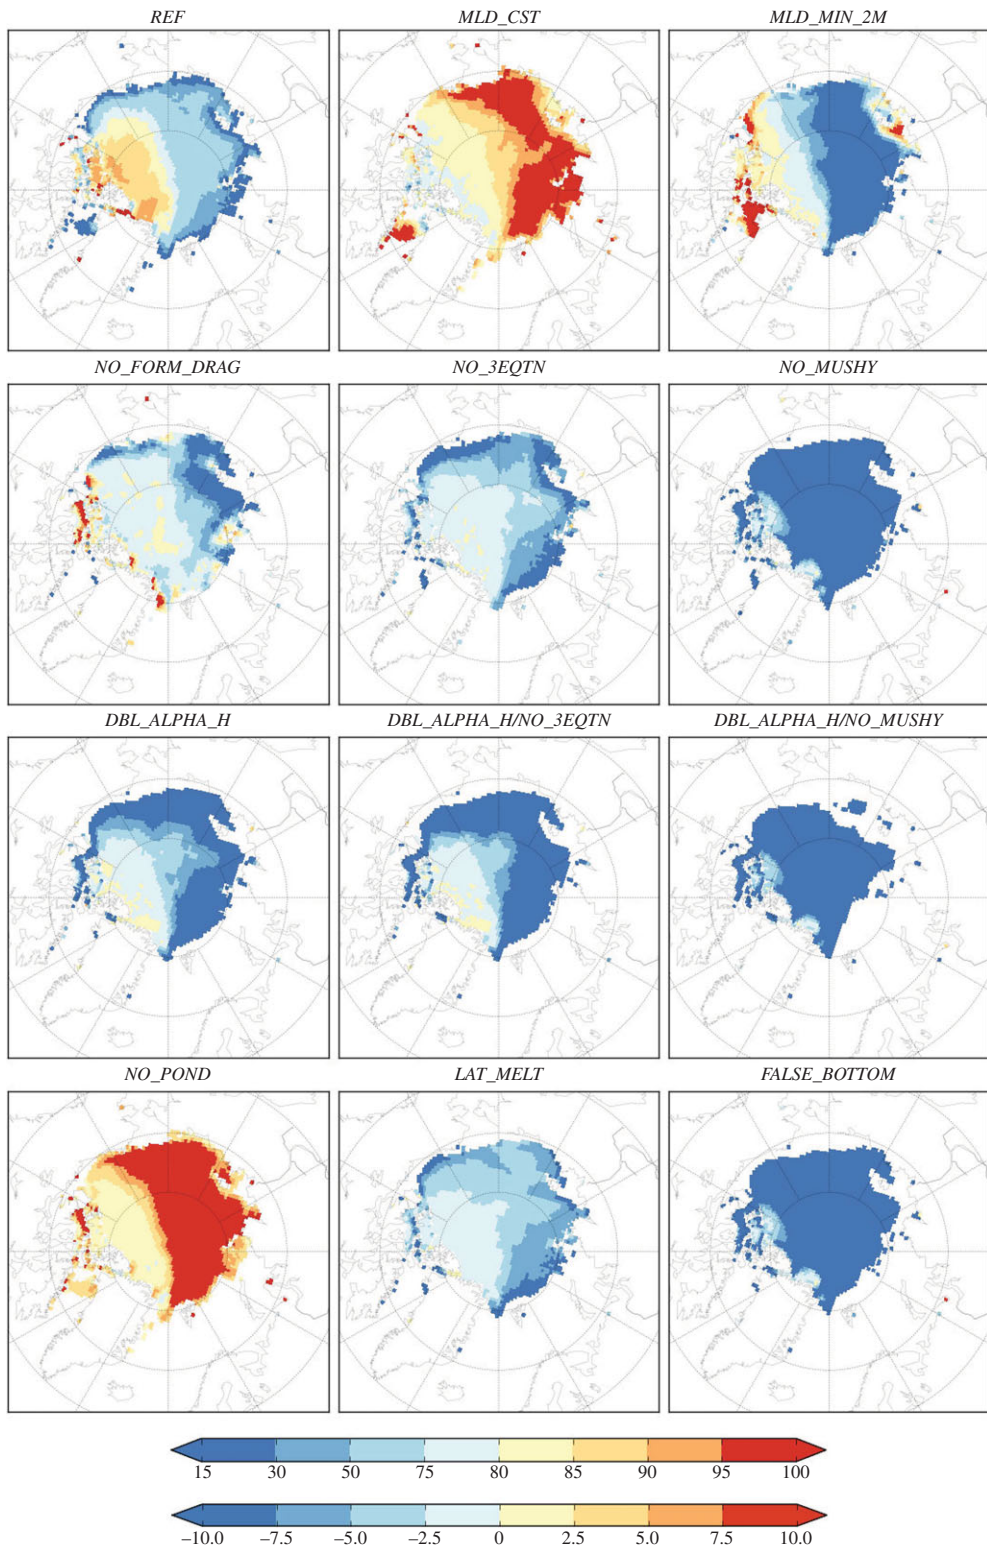 REF MLD_CST MLD_MIN_2M
NO_FORM_DRAG NO_3EQTN NO_MUSHY
DBL_ALPHA_H DBL_ALPHA_H/NO_3EQTN DBL_ALPHA_H/NO_MUSHY
NO_POND LAT_MELT FALSE_BOTTOM
15 30 50 75 80 85 90 95 100
−10.0 −7.5 −5.0 −2.5 0 2.5 5.0 7.5 10.0